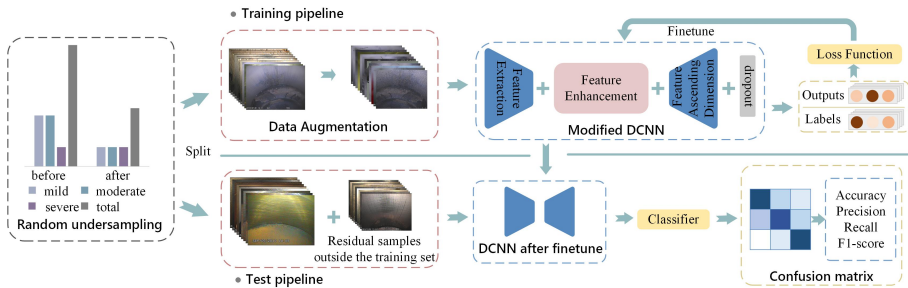 Training pipeline
Finetune
Loss Function
Feature
Extraction
Feature
Enhancement
Feature
Ascending
Dimension
dropout
Outputs
Labels
Data Augmentation
Modified DCNN
Split
before
after
mild
moderate
severe
total
Random undersampling
Residual samples
outside the training set
DCNN after finetune
Classifier
Accuracy
Precision
Recall
F1-score
Confusion matrix
Test pipeline